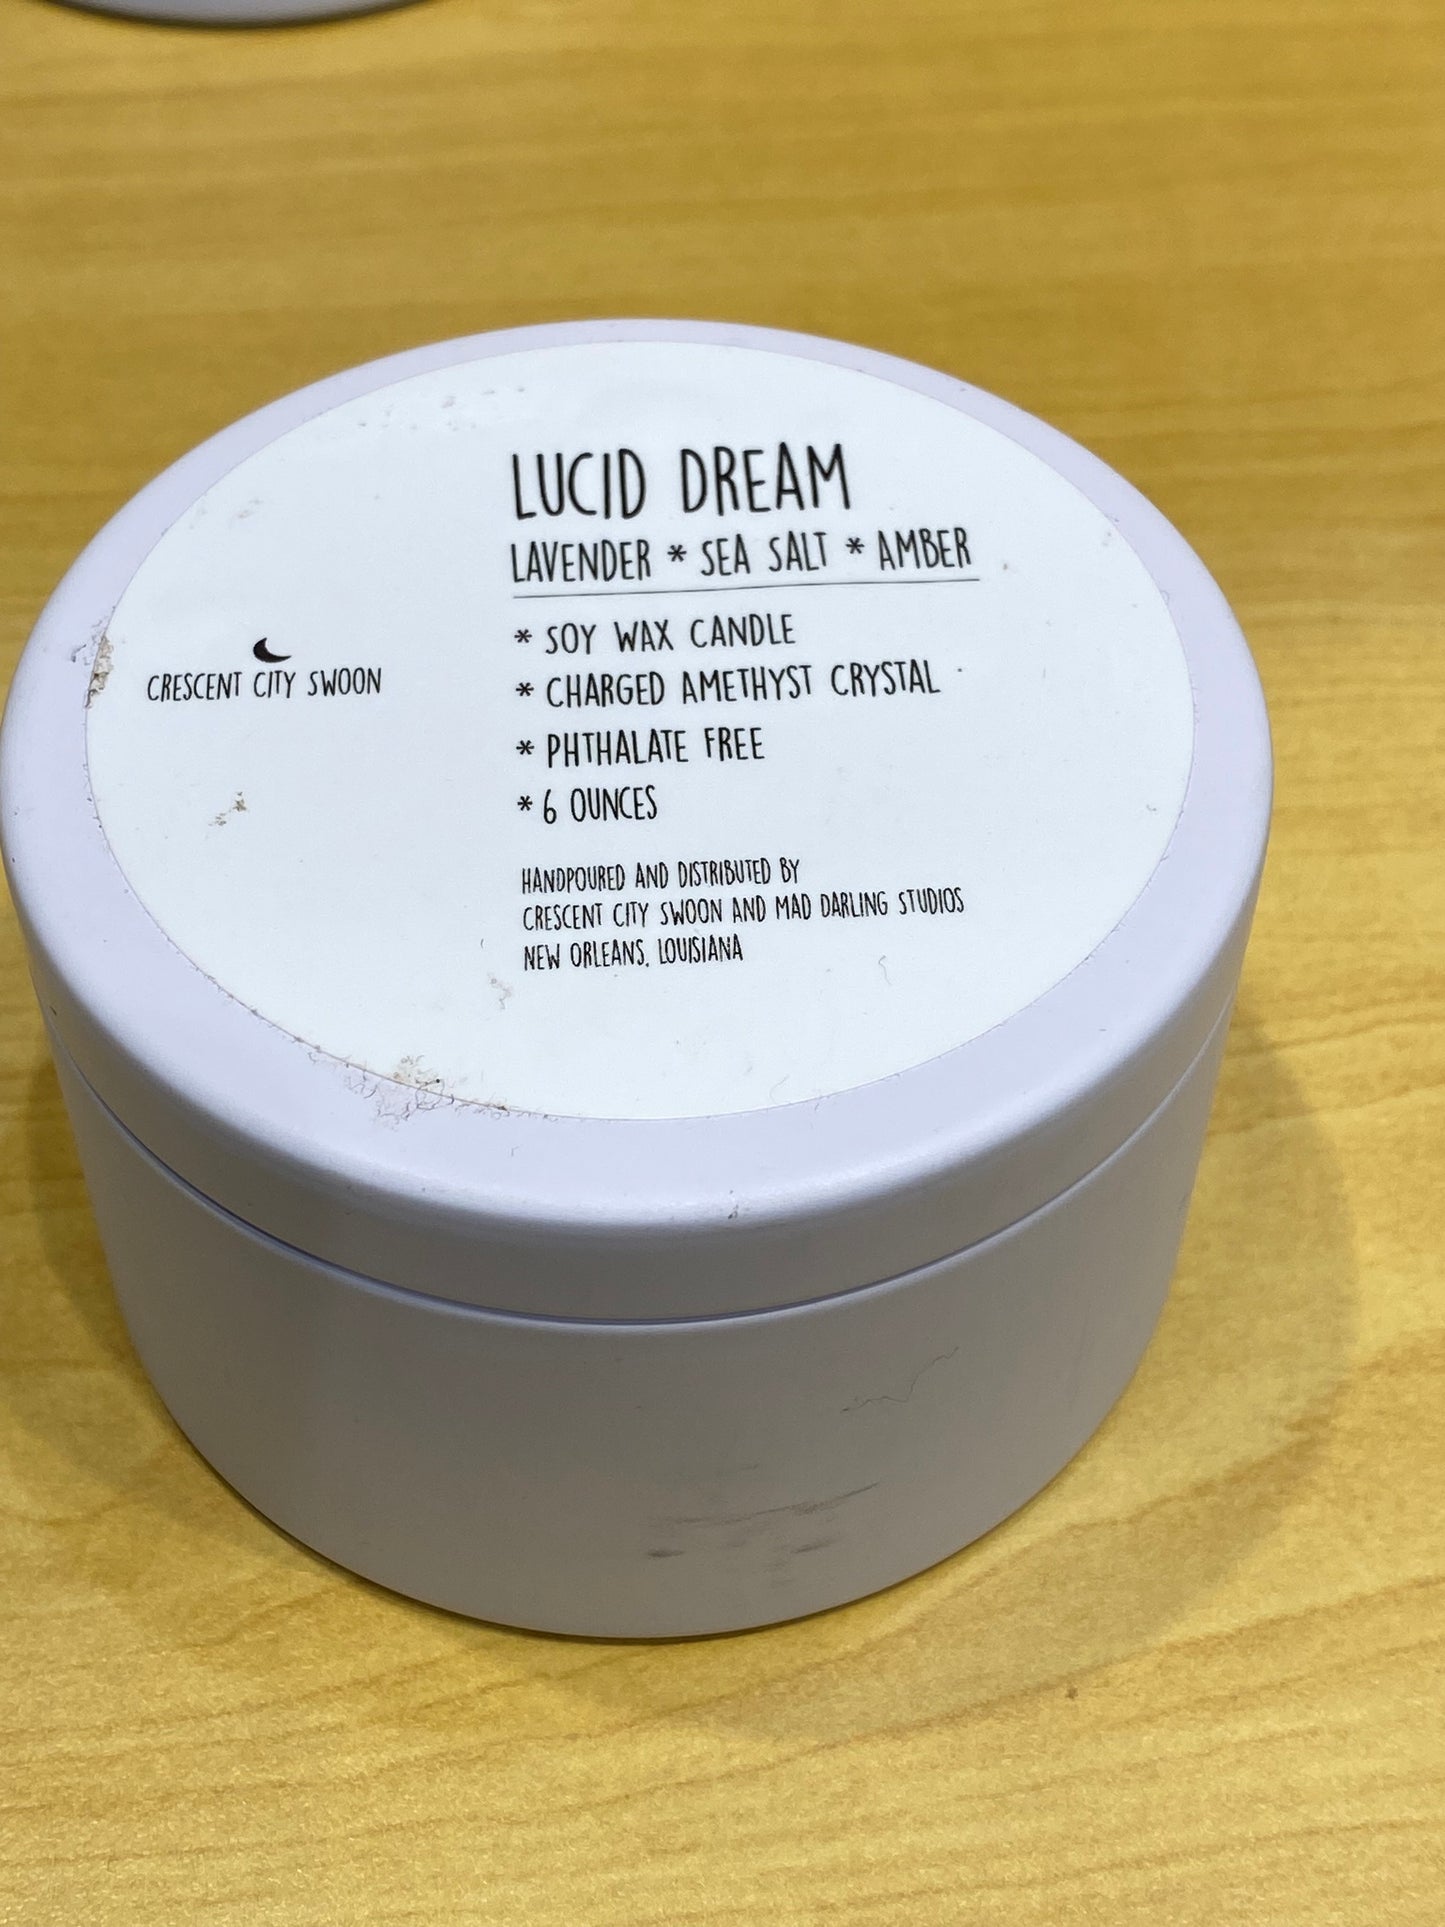 LUCID DREAM
LAVENDER * SEA SALT * AMBER
* SOY WAX CANDLE
* CHARGED AMETHYST CRYSTAL
* PHTHALATE FREE
* 6 OUNCES
HANDPOURED AND DISTRIBUTED BY
CRESCENT CITY SWOON AND MAD DARLING STUDIOS
NEW ORLEANS, LOUISIANA
CRESCENT CITY SWOON